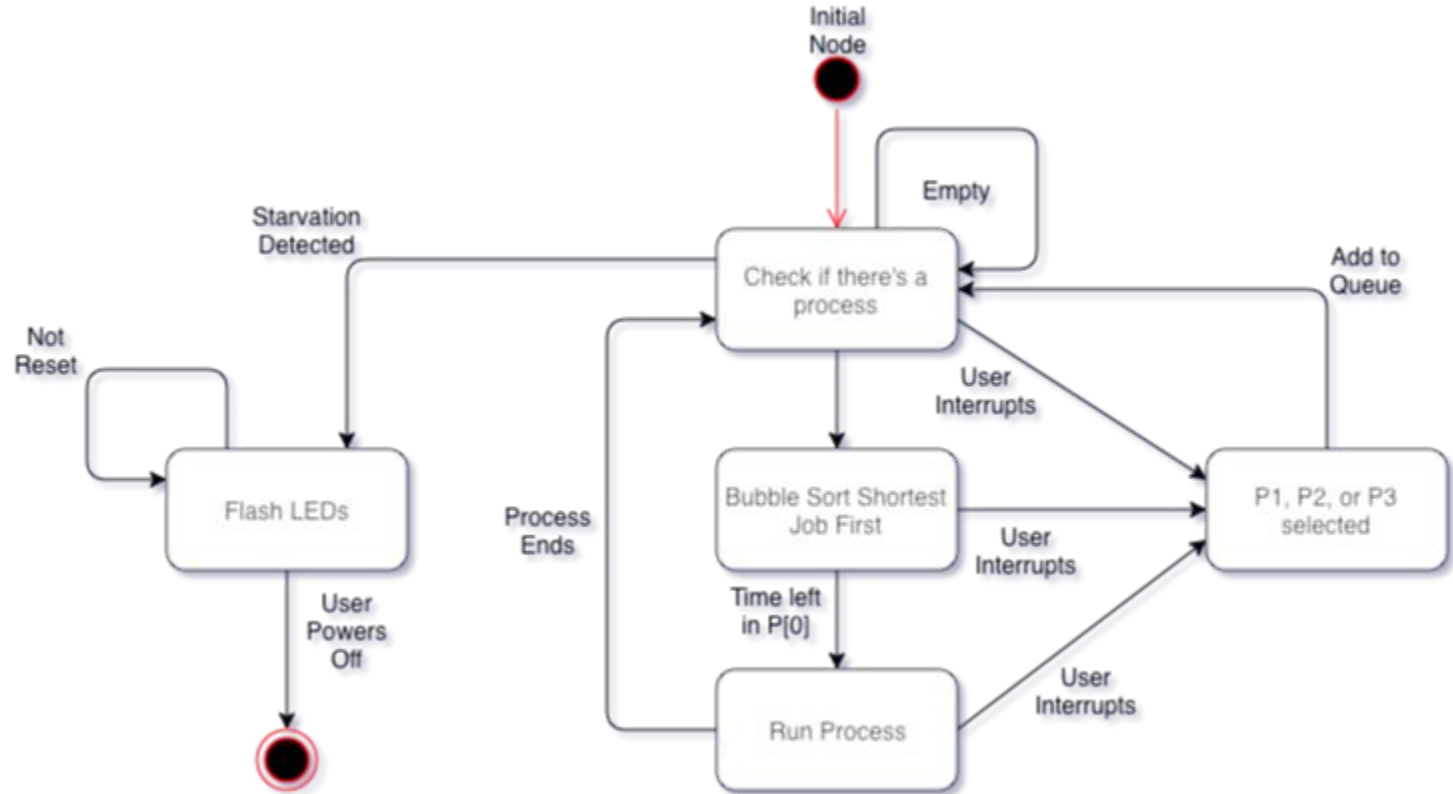 Initial
Node
Empty
Starvation
Detected
Check if there's a
process
Add to
Queue
Not
Reset
User
Interrupts
Flash LEDs
Process
Ends
Bubble Sort Shortest
Job First
User
Interrupts
P1, P2, or P3
selected
User
Powers
Off
Time left
in P[0]
Run Process
User
Interrupts